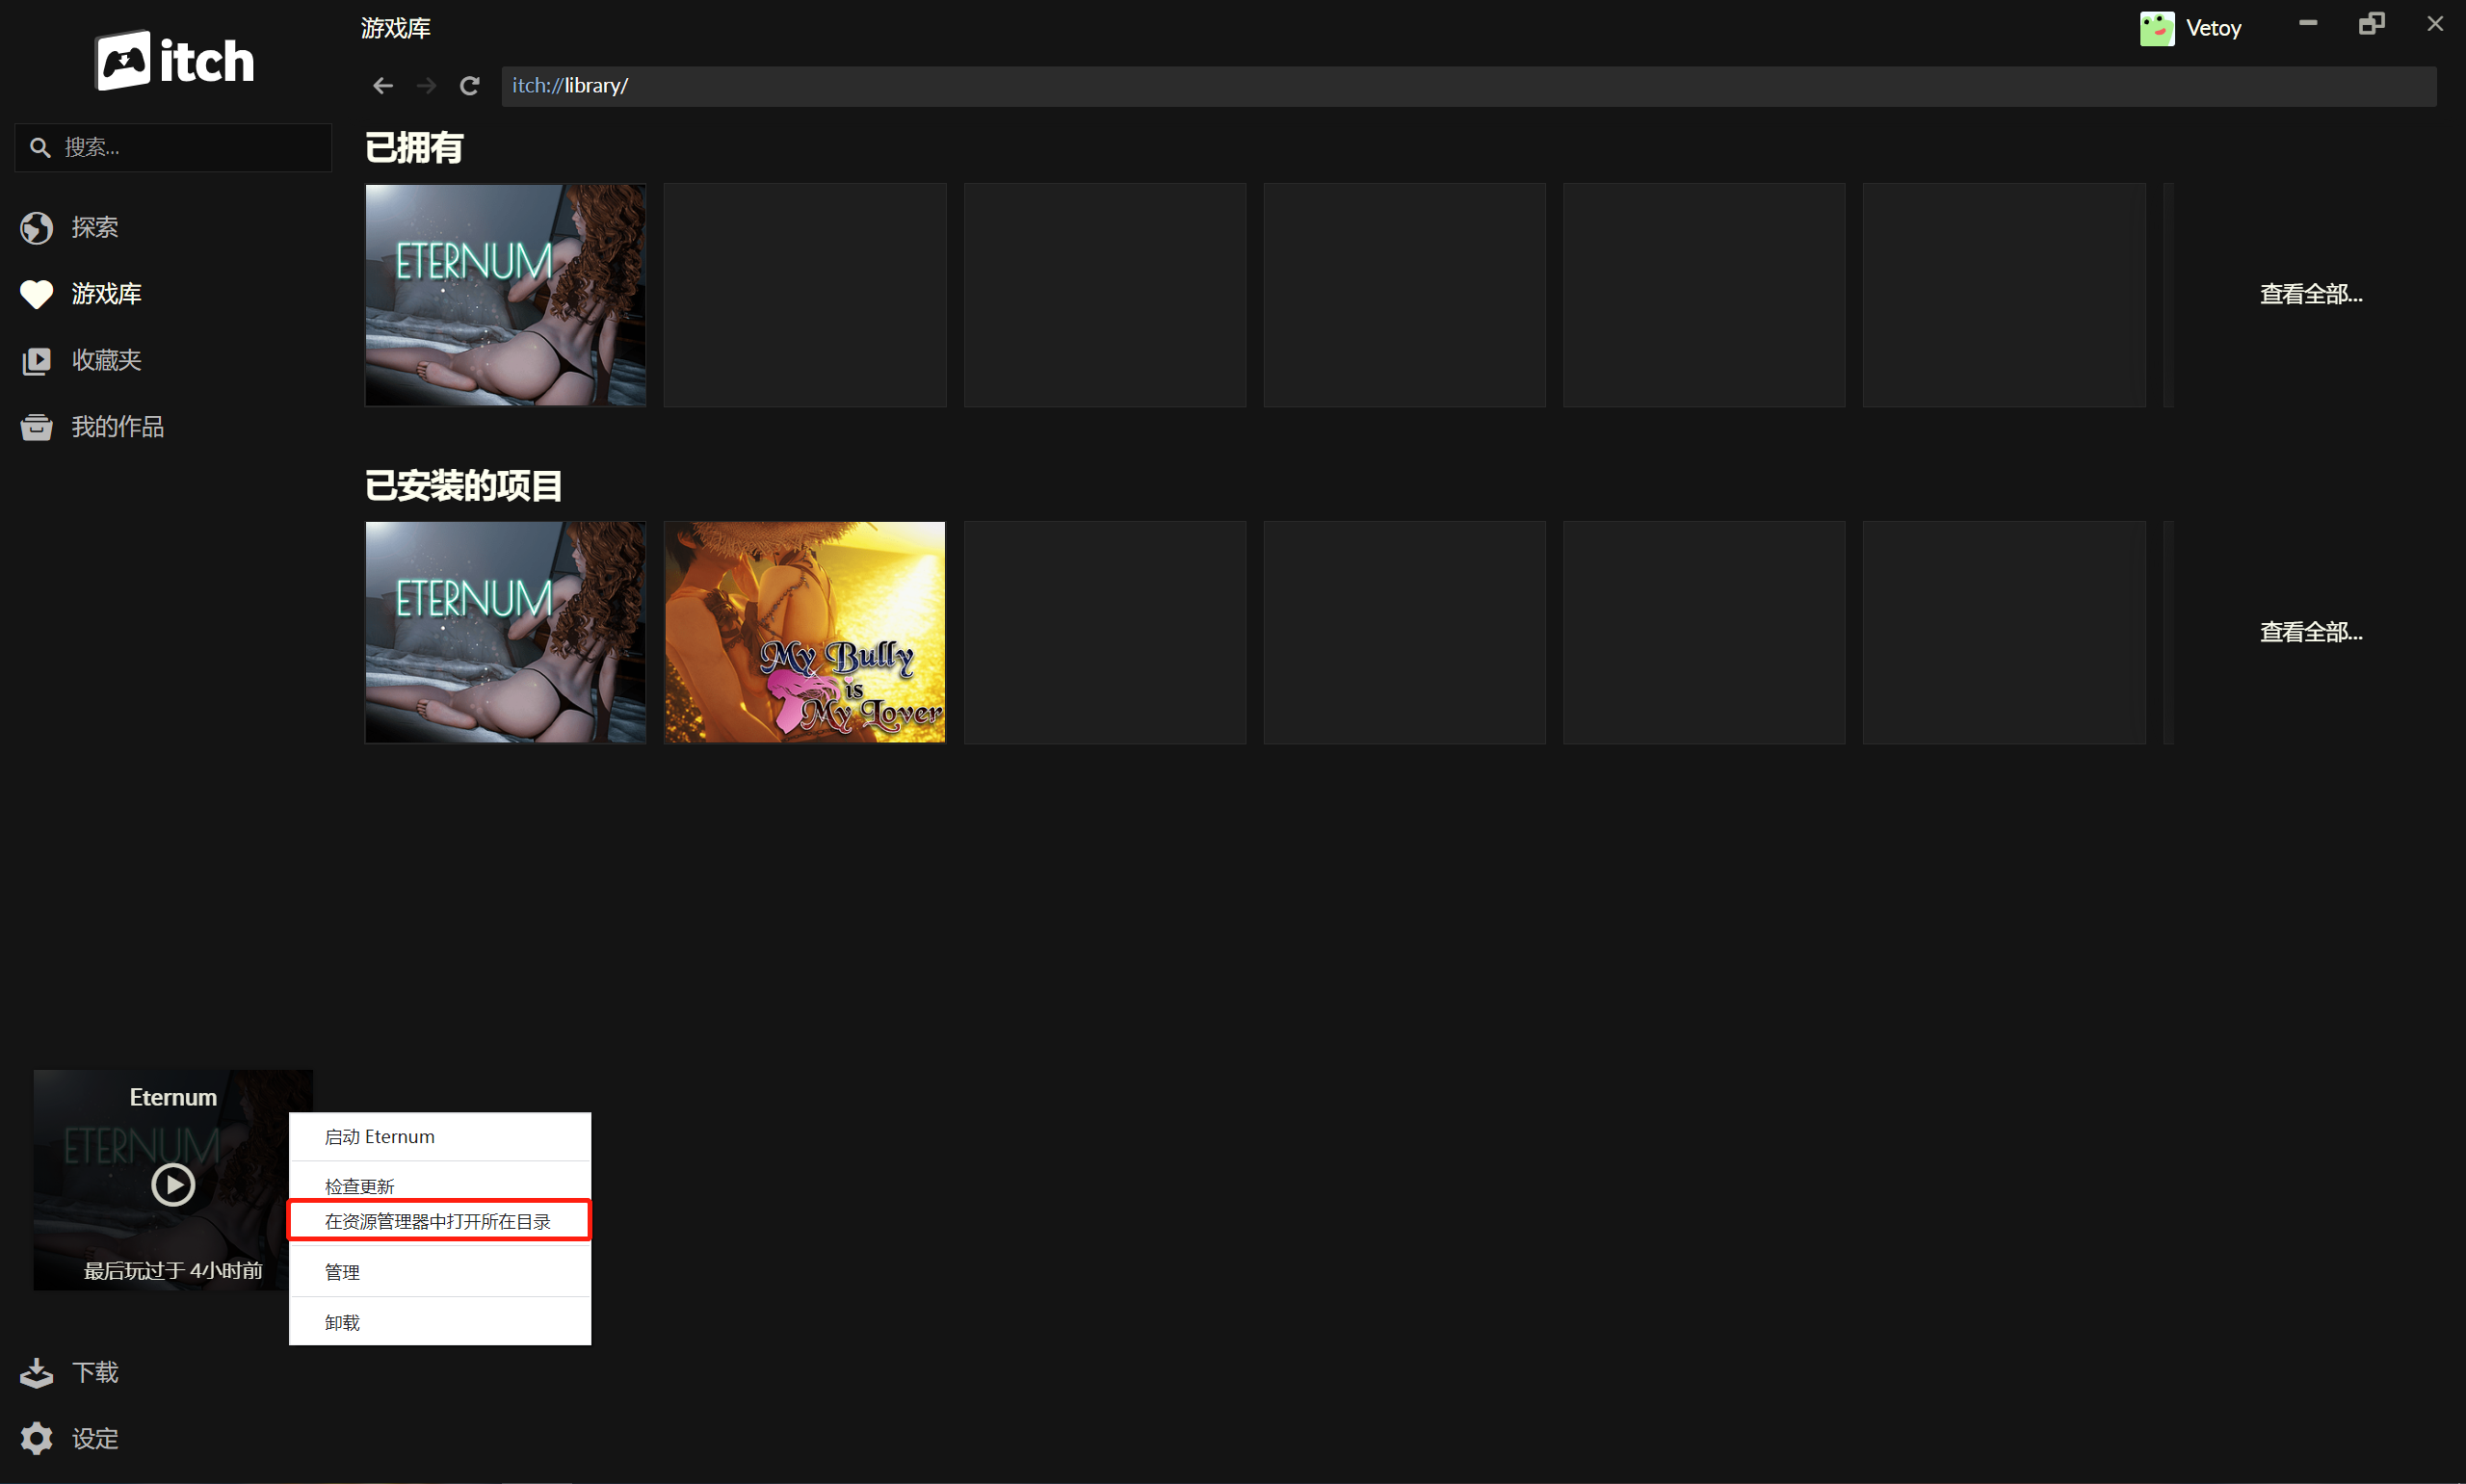 itch
搜索...
探索
游戏库
收藏夹
我的作品
游戏库
Vetoy
itch://library/
已拥有
ETERNUM
查看全部...
已安装的项目
ETERNUM
My Bully
is
My Lover
查看全部...
Eternum
ETERNUM
最后玩过于 4小时前
启动 Eternum
检查更新
在资源管理器中打开所在目录
管理
卸载
下载
设定